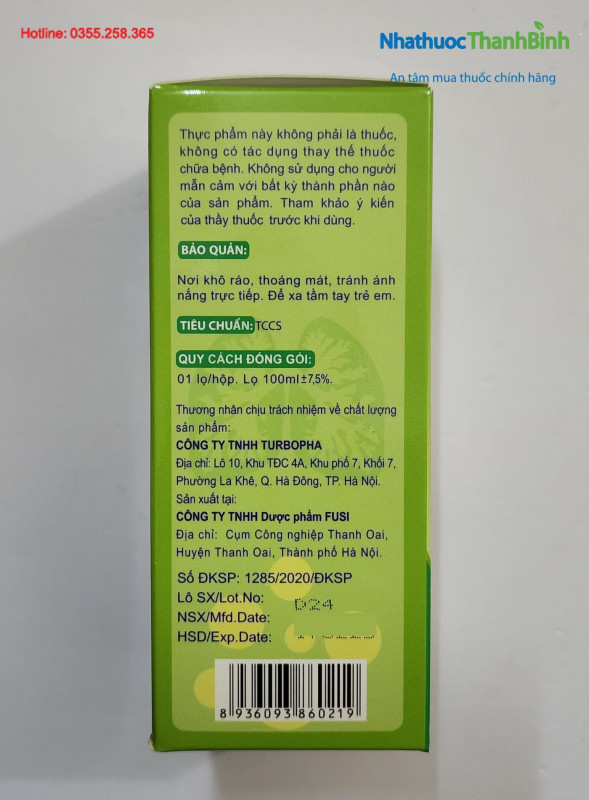 Hotline: 0355.258.365
NhathuocThanhBình
An tâm mua thuốc chính hãng
Thực phẩm này không phải là thuốc,
không có tác dụng thay thế thuốc
chữa bệnh. Không sử dụng cho người
mẫn cảm với bất kỳ thành phần nào
của sản phẩm. Tham khảo ý kiến
của thầy thuốc trước khi dùng.
BẢO QUẢN:
Nơi khô ráo, thoáng mát, tránh ánh
nắng trực tiếp. Để xa tầm tay trẻ em.
TIÊU CHUẨN: TCCS
QUY CÁCH ĐÓNG GÓI:
01 lọ/hộp. Lọ 100ml±7,5%.
Thương nhân chịu trách nhiệm về chất lượng
sản phẩm:
CÔNG TY TNHH TURBOPHA
Địa chỉ: Lô 10, Khu TĐC 4A, Khu phố 7, Khối 7,
Phường La Khê, Q. Hà Đông, TP. Hà Nội.
Sản xuất tại:
CÔNG TY TNHH Dược phẩm FUSI
Địa chỉ: Cụm Công nghiệp Thanh Oai,
Huyện Thanh Oai, Thành phố Hà Nội.
Số ĐKSP: 1285/2020/ĐKSP
Lô SX/Lot.No: D24
NSX/Mfd.Date:
HSD/Exp.Date:
8 936093 860219